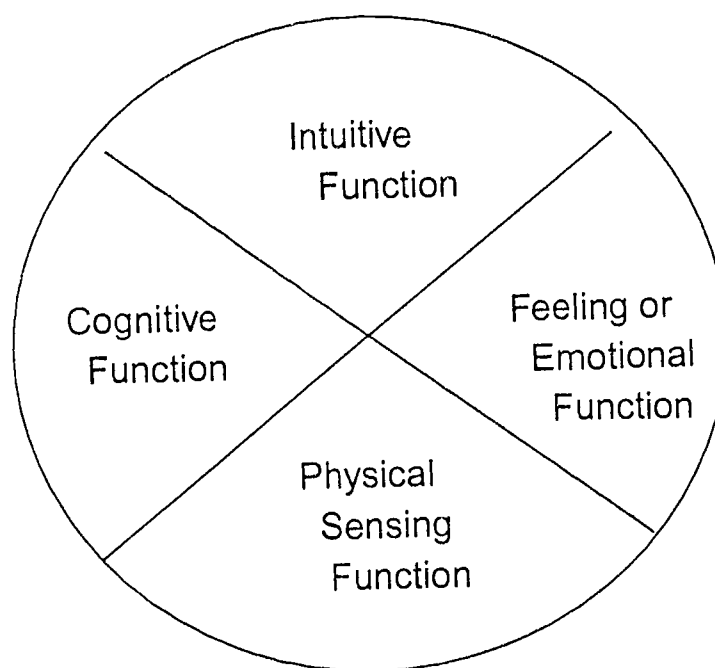 Intuitive
Function
Cognitive
Function
Feeling or
Emotional
Function
Physical
Sensing
Function